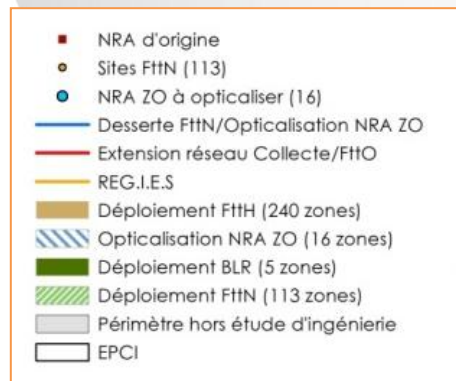 NRA d'origine
Sites FttN (113)
NRA ZO à opticaliser (16)
Desserte FttN/Opticalisation NRA ZO
Extension réseau Collecte/FttO
REG.I.E.S
Déploiement FttH (240 zones)
Opticalisation NRA ZO (16 zones)
Déploiement BLR (5 zones)
Déploiement FttN (113 zones)
Périmètre hors étude d'ingénierie
EPCI